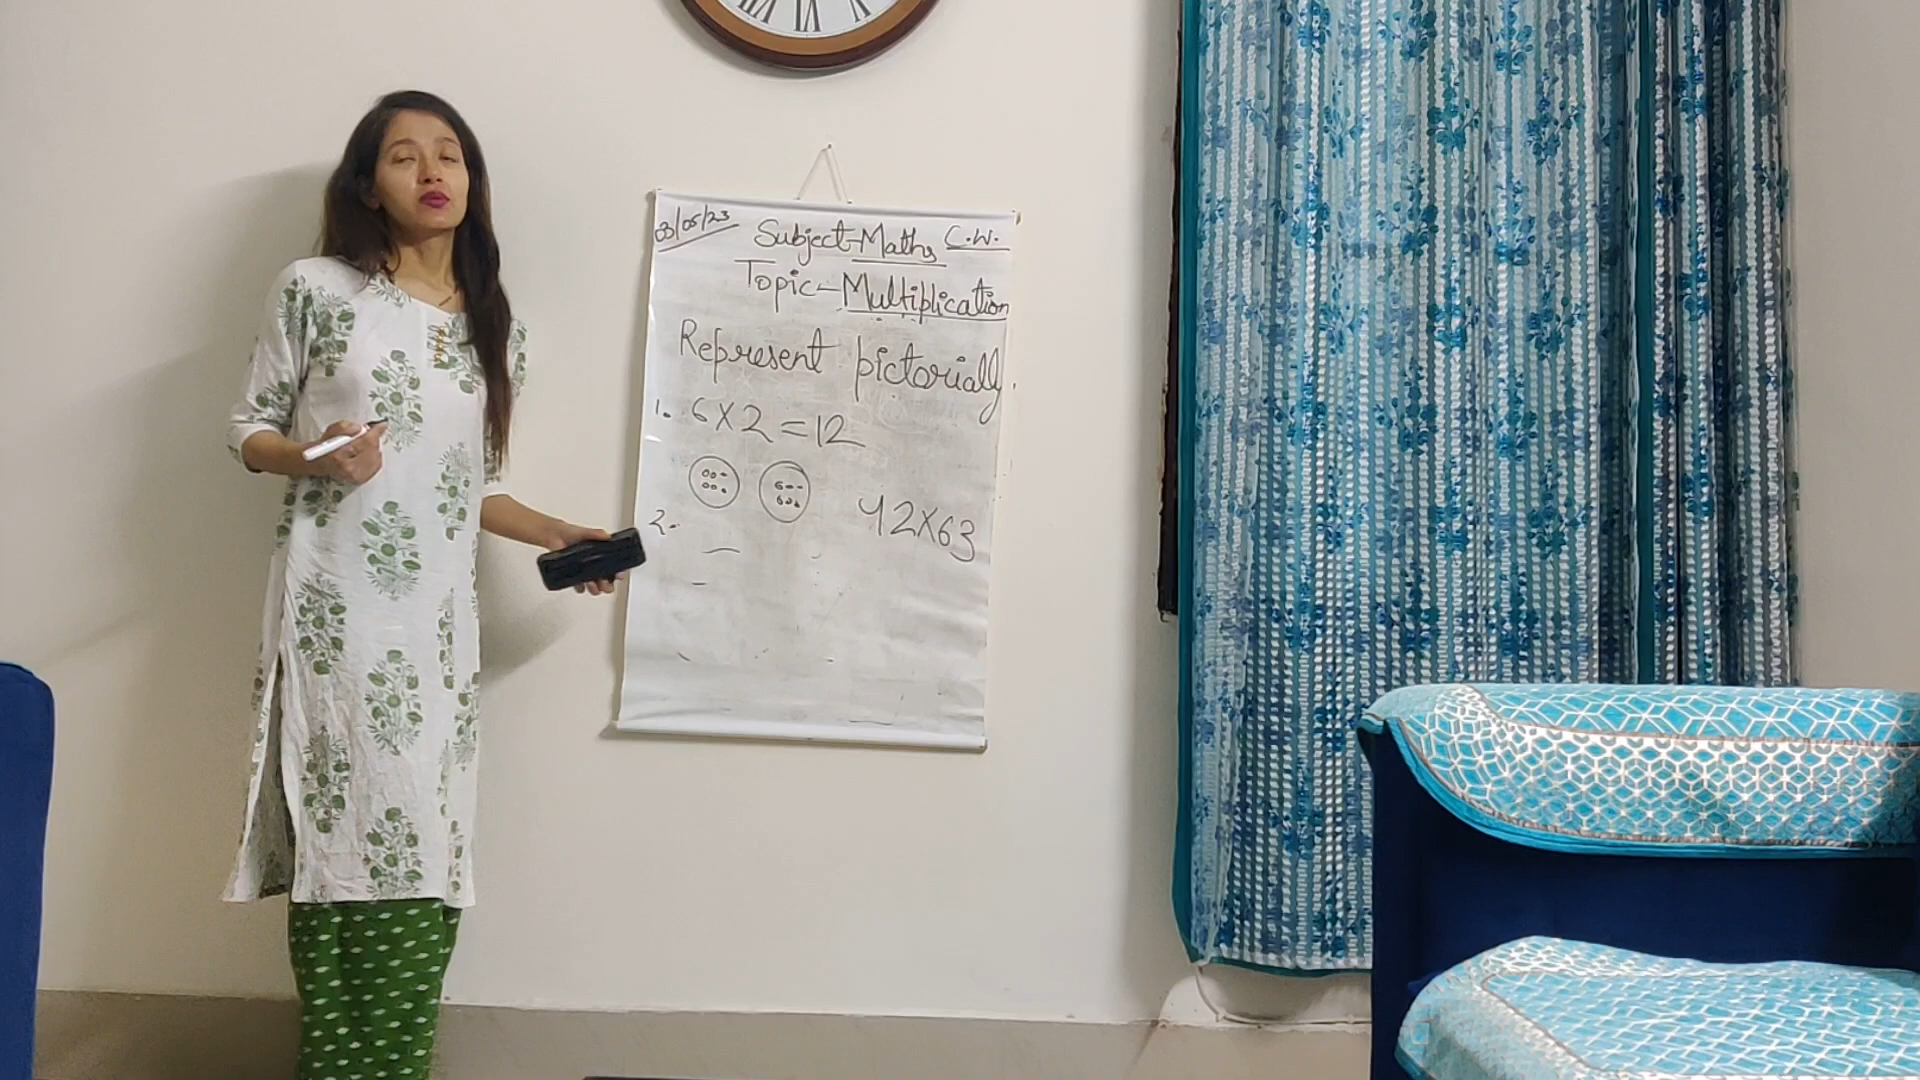 03/05/23
Subject-Maths C.W.
Topic-Multiplication
Represent pictorially.
1. 6X2=12
42X63
2.